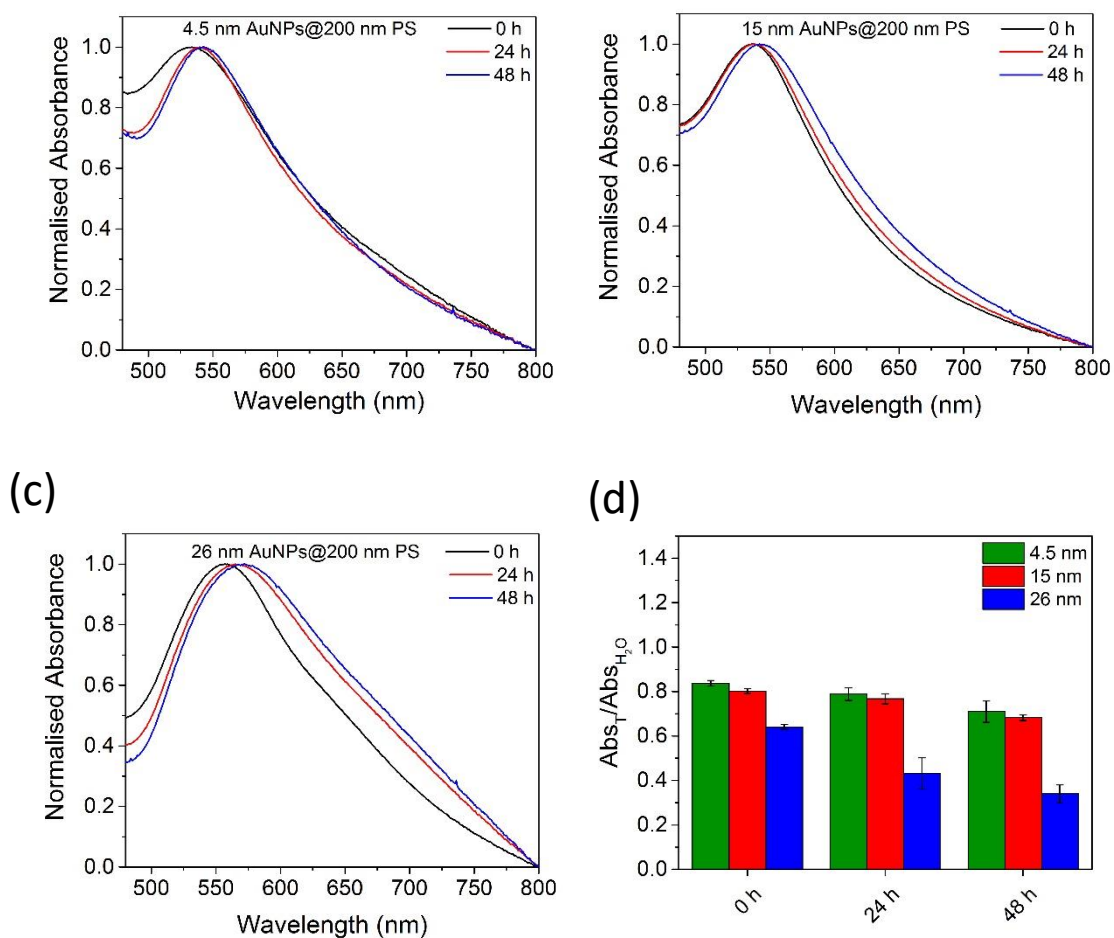 4.5 nm AuNPs@200 nm PS
0 h
24 h
48 h
1.0
0.8
0.6
0.4
0.2
0.0
Normalised Absorbance
500 550 600 650 700 750 800
Wavelength (nm)
15 nm AuNPs@200 nm PS
0 h
24 h
48 h
1.0
0.8
0.6
0.4
0.2
0.0
Normalised Absorbance
500 550 600 650 700 750 800
Wavelength (nm)
(c)
26 nm AuNPs@200 nm PS
0 h
24 h
48 h
1.0
0.8
0.6
0.4
0.2
0.0
Normalised Absorbance
500 550 600 650 700 750 800
Wavelength (nm)
(d)
4.5 nm
15 nm
26 nm
1.4
1.2
1.0
0.8
0.6
0.4
0.2
0.0
Abs_T/Abs_H₂O
0 h 24 h 48 h